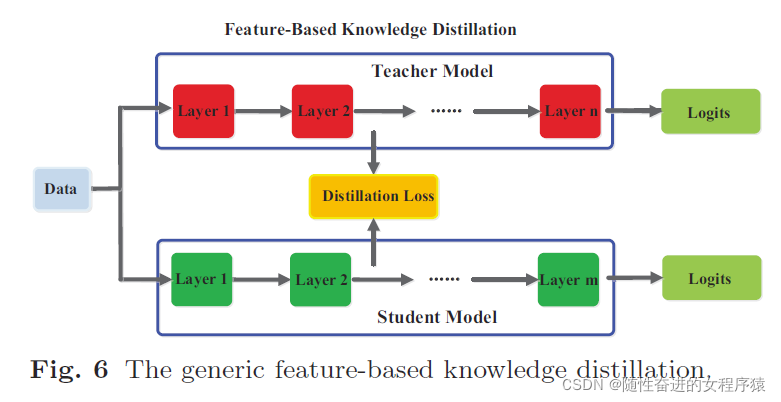 Feature-Based Knowledge Distillation
Teacher Model
Layer 1
Layer 2
......
Layer n
Logits
Data
Distillation Loss
Layer 1
Layer 2
......
Layer m
Logits
Student Model
Fig. 6 The generic feature-based knowledge distillation.
CSDN @随性奋进的女程序猿